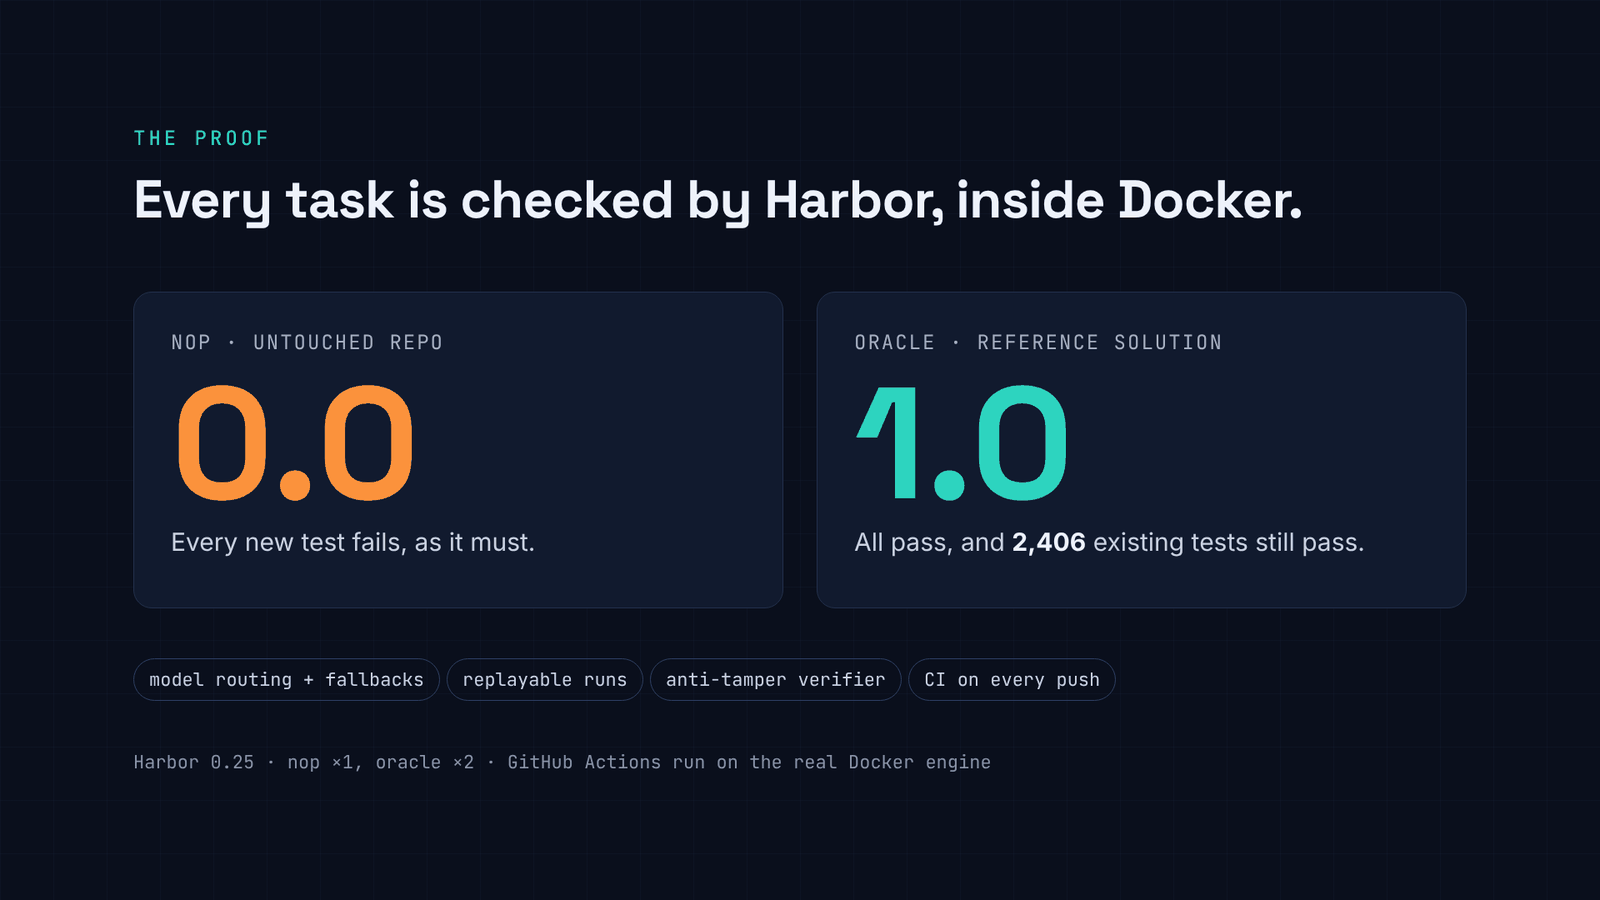 THE PROOF
Every task is checked by Harbor, inside Docker.
NOP · UNTOUCHED REPO
0.0
Every new test fails, as it must.
ORACLE · REFERENCE SOLUTION
1.0
All pass, and 2,406 existing tests still pass.
model routing + fallbacks
replayable runs
anti-tamper verifier
CI on every push
Harbor 0.25 · nop ×1, oracle ×2 · GitHub Actions run on the real Docker engine